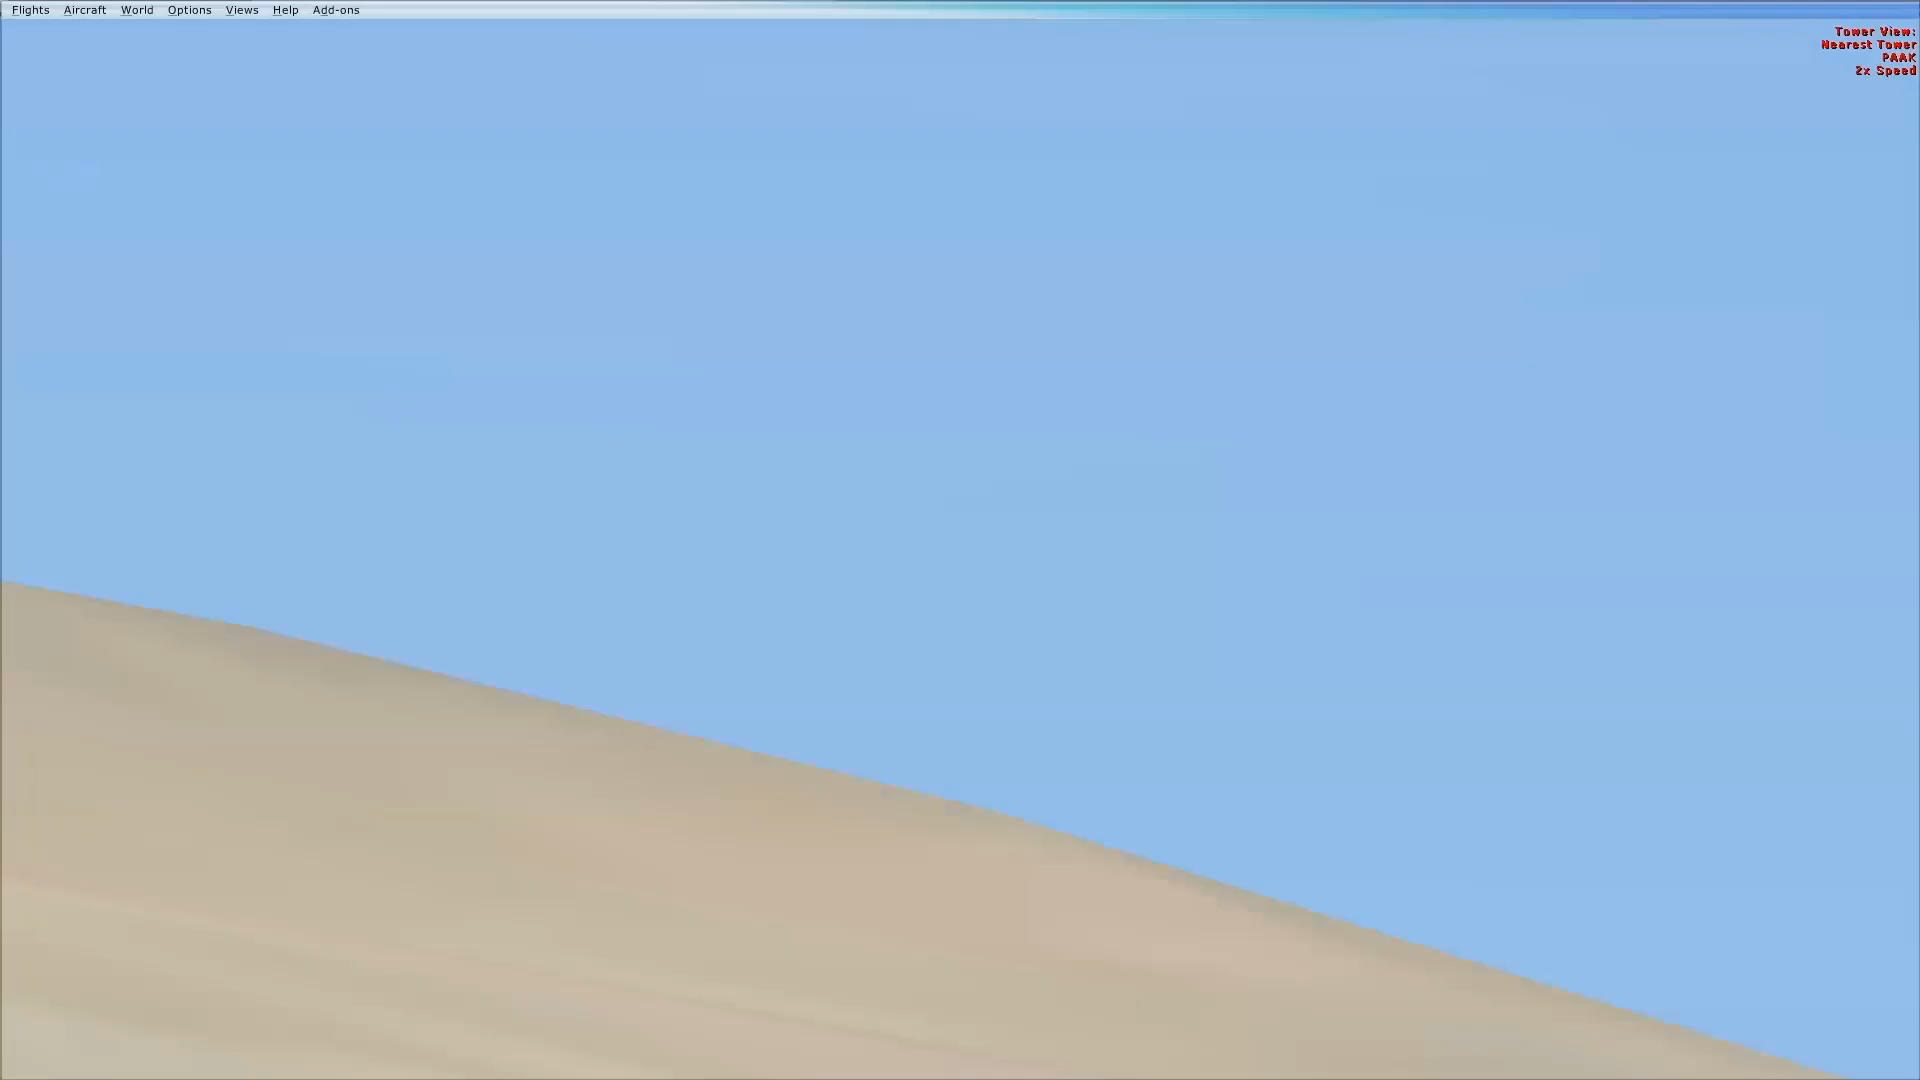 Flights Aircraft World Options Views Help Add-ons
Tower View:
Nearest Tower
PAAK
2x Speed